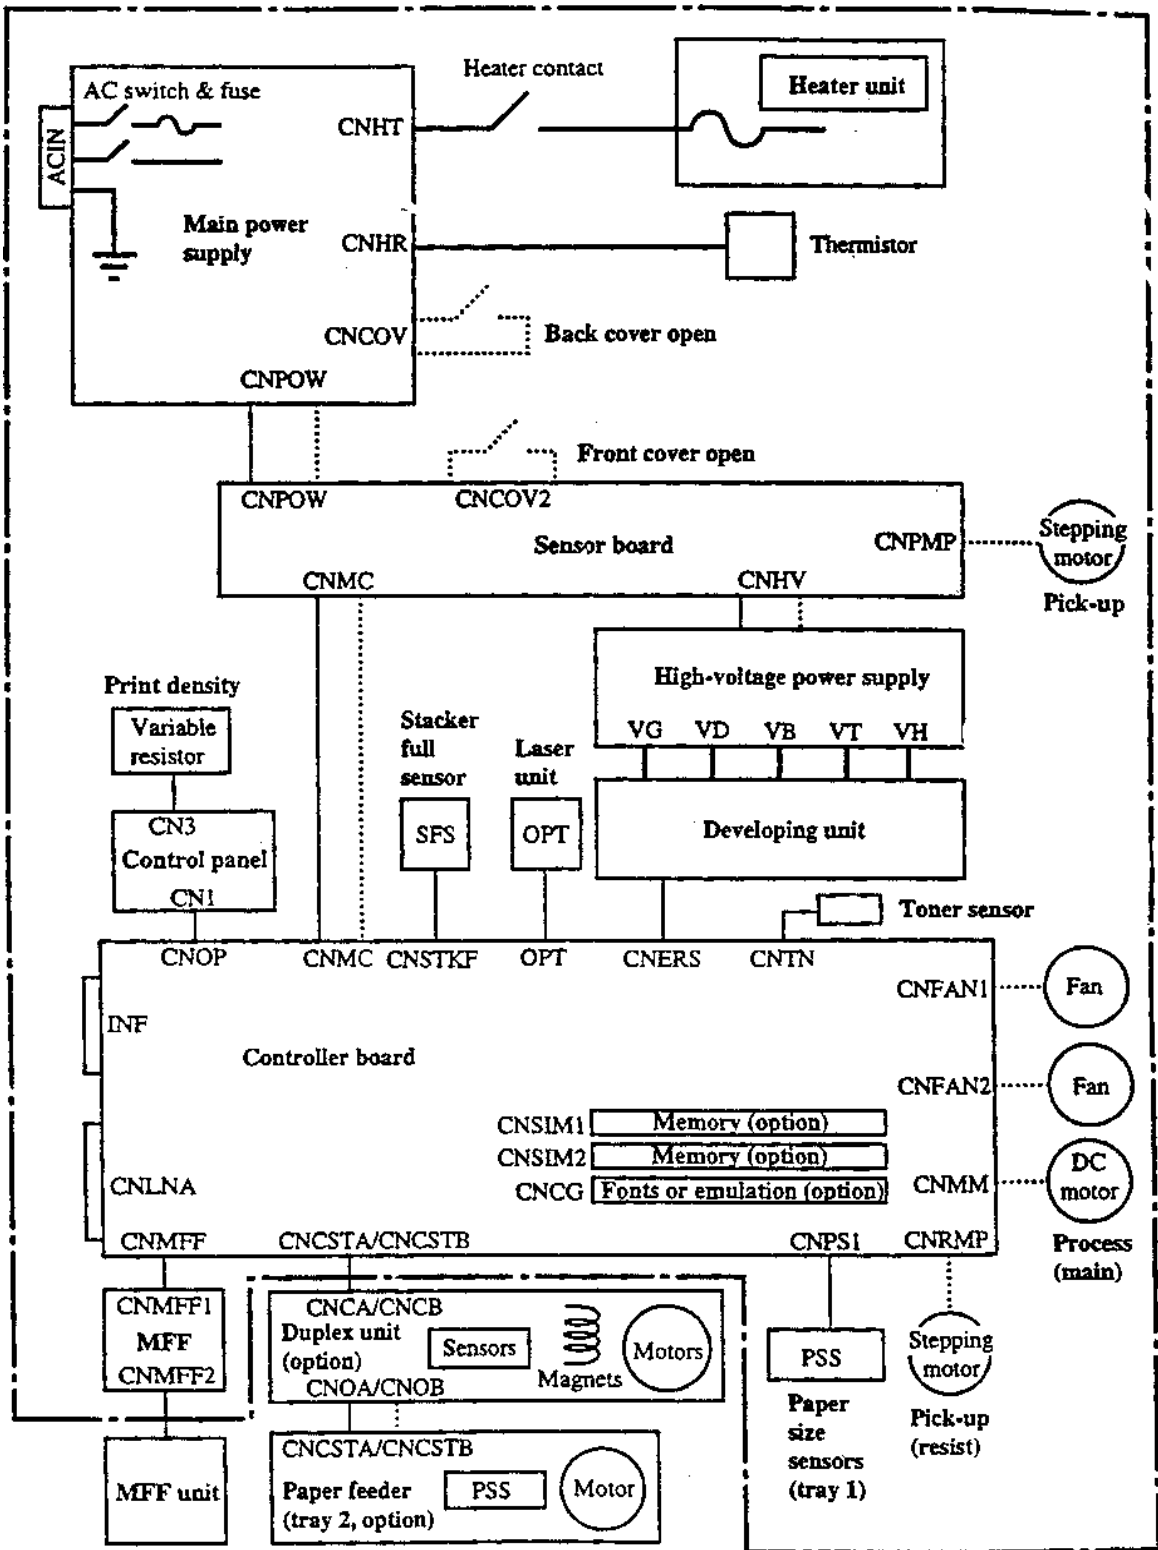 Heater contact
Heater unit
AC switch & fuse
CNHT
ACIN
Main power
supply
CNHR
Thermistor
CNCOV
Back cover open
CNPOW
Front cover open
CNPOW
CNCOV2
Sensor board
CNPMP
Stepping
motor
Pick-up
CNMC
CNHV
High-voltage power supply
VG
VD
VB
VT
VH
Print density
Variable
resistor
Stacker
full
sensor
Laser
unit
CN3
Control panel
CN1
SFS
OPT
Developing unit
Toner sensor
CNOP
CNMC
CNSTKF
OPT
CNERS
CNTN
CNFAN1
Fan
INF
Controller board
CNFAN2
Fan
CNSIM1
Memory (option)
CNSIM2
Memory (option)
CNCG
Fonts or emulation (option)
CNLNA
CNMM
DC
motor
Process
(main)
CNMFF
CNCSTA/CNCSTB
CNPS1
CNRMP
CNMFF1
MFF
CNMFF2
CNCA/CNCB
Duplex unit
(option)
Sensors
Magnets
Motors
CNOA/CNOB
PSS
Paper
size
sensors
(tray 1)
Stepping
motor
Pick-up
(resist)
MFF unit
CNCSTA/CNCSTB
Paper feeder
(tray 2, option)
PSS
Motor